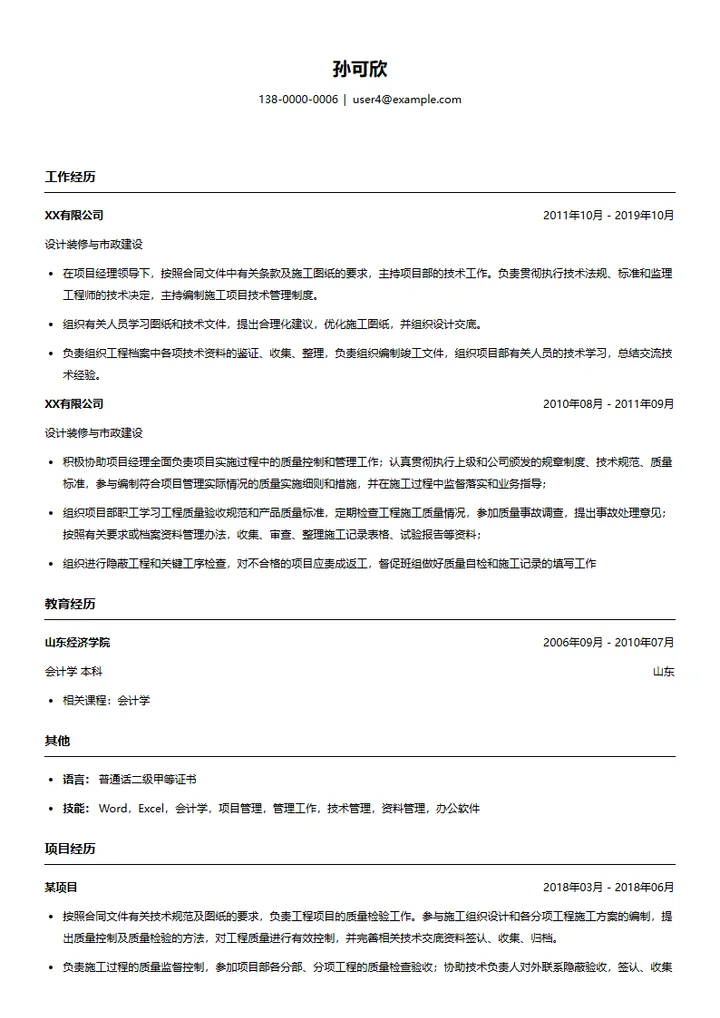 孙可欣
138-0000-0006 | user4@example.com
工作经历
XX有限公司 2011年10月 - 2019年10月
设计装修与市政建设
• 在项目经理领导下，按照合同文件中有关条款及施工图纸的要求，主持项目部的技术工作。负责贯彻执行技术法规、标准和监理
工程师的技术决定，主持编制施工项目技术管理制度。
• 组织有关人员学习图纸和技术文件，提出合理化建议，优化施工图纸，并组织设计交底。
• 负责组织工程档案中各项技术资料的鉴证、收集、整理，负责组织编制竣工文件，组织项目部有关人员的技术学习，总结交流技
术经验。
XX有限公司 2010年08月 - 2011年09月
设计装修与市政建设
• 积极协助项目经理全面负责项目实施过程中的质量控制和管理工作；认真贯彻执行上级和公司颁发的规章制度、技术规范、质量
标准，参与编制符合项目管理实际情况的质量实施细则和措施，并在施工过程中监督落实和业务指导；
• 组织项目部职工学习工程质量验收规范和产品质量标准，定期检查工程施工质量情况，参加质量事故调查，提出事故处理意见；
按照有关要求或档案资料管理办法，收集、审查、整理施工记录表格、试验报告等资料；
• 组织进行隐蔽工程和关键工序检查，对不合格的项目应责成返工，督促班组做好质量自检和施工记录的填写工作
教育经历
山东经济学院 2006年09月 - 2010年07月
会计学 本科 山东
• 相关课程：会计学
其他
• 语言： 普通话二级甲等证书
• 技能： Word，Excel，会计学，项目管理，管理工作，技术管理，资料管理，办公软件
项目经历
某项目 2018年03月 - 2018年06月
• 按照合同文件有关技术规范及图纸的要求，负责工程项目的质量检验工作。参与施工组织设计和各分项工程施工方案的编制，提
出质量控制及质量检验的方法，对工程质量进行有效控制，并完善相关技术交底资料签认、收集、归档。
• 负责施工过程的质量监督控制，参加项目部各分部、分项工程的质量检查验收；协助技术负责人对外联系隐蔽验收，签认、收集